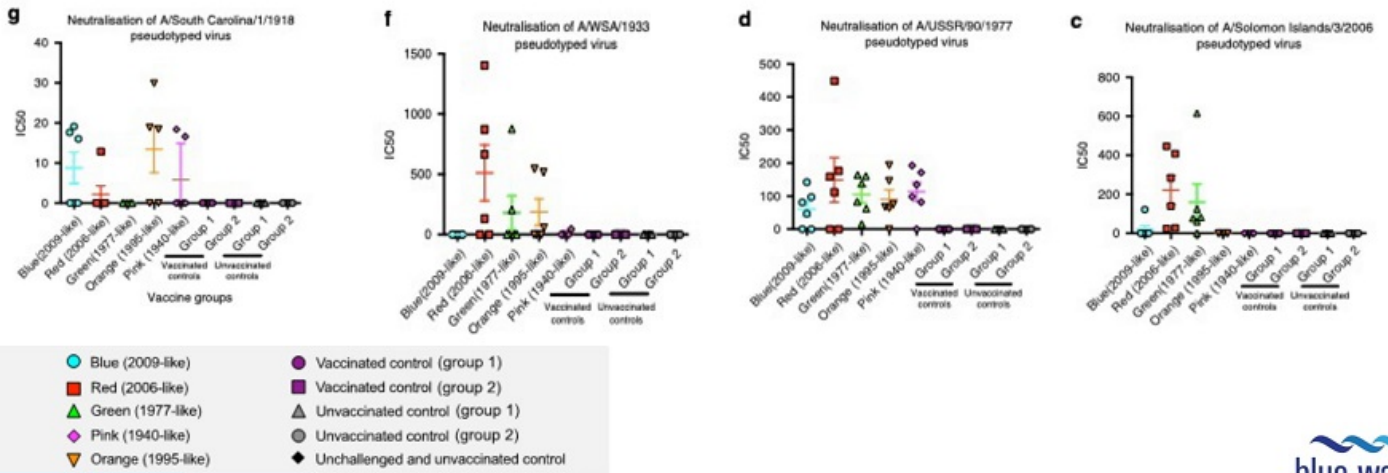 g
Neutralisation of A/South Carolina/1/1918
pseudotyped virus
40
30
20
10
0
IC50
Blue(2009-like)
Red (2006-like)
Green(1977-like)
Orange (1995-like)
Pink (1940-like)
Group 1
Group 2
Group 1
Group 2
Vaccinated
controls
Unvaccinated
controls
Vaccine groups
f
Neutralisation of A/WSA/1933
pseudotyped virus
1500
1000
500
0
IC50
Blue(2009-like)
Red (2006-like)
Green(1977-like)
Orange (1995-like)
Pink (1940-like)
Group 1
Group 2
Group 1
Group 2
Vaccinated
controls
Unvaccinated
controls
d
Neutralisation of A/USSR/90/1977
pseudotyped virus
500
400
300
200
100
0
IC50
Blue(2009-like)
Red (2006-like)
Green(1977-like)
Orange (1995-like)
Pink (1940-like)
Group 1
Group 2
Group 1
Group 2
Vaccinated
controls
Unvaccinated
controls
c
Neutralisation of A/Solomon Islands/3/2006
pseudotyped virus
800
600
400
200
0
IC50
Blue(2009-like)
Red (2006-like)
Green(1977-like)
Orange (1995-like)
Pink (1940-like)
Group 1
Group 2
Group 1
Group 2
Vaccinated
controls
Unvaccinated
controls
Blue (2009-like)
Red (2006-like)
Green (1977-like)
Pink (1940-like)
Orange (1995-like)
Vaccinated control (group 1)
Vaccinated control (group 2)
Unvaccinated control (group 1)
Unvaccinated control (group 2)
Unchallenged and unvaccinated control